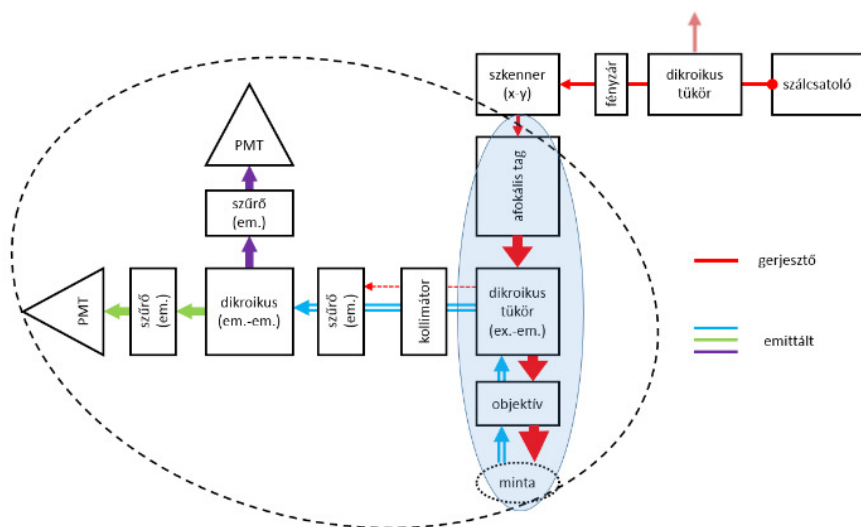 szkenner
(x-y)
fényzár
dikroikus
tükör
szálcsatoló
PMT
afokális tag
szűrő
(em.)
gerjesztő
PMT
szűrő
(em.)
dikroikus
(em.-em.)
szűrő
(em.)
kollimátor
dikroikus
tükör
(ex.-em.)
emittált
objektív
minta